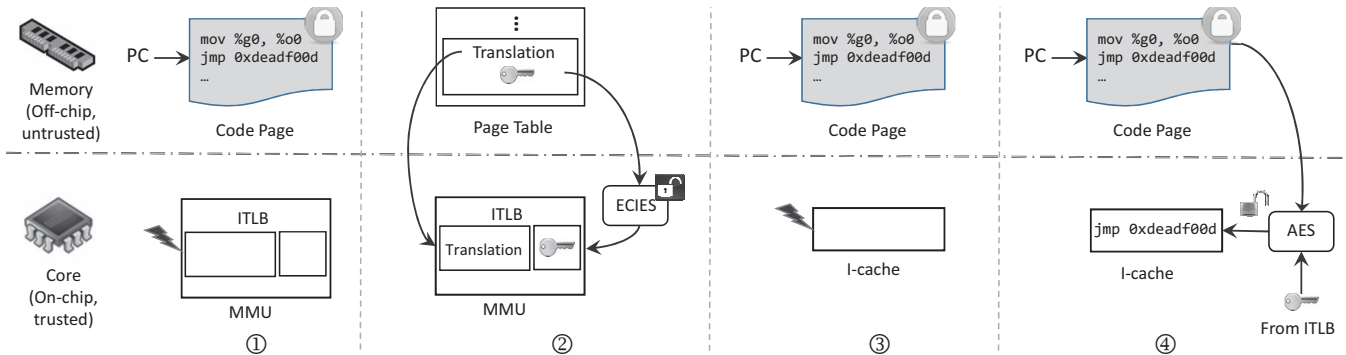 Memory
(Off-chip,
untrusted)
PC
mov %g0, %o0
jmp 0xdeadf00d
…
Code Page
⋮
Translation
Page Table
PC
mov %g0, %o0
jmp 0xdeadf00d
…
Code Page
PC
mov %g0, %o0
jmp 0xdeadf00d
…
Code Page
Core
(On-chip,
trusted)
ITLB
MMU
①
ITLB
Translation
ECIES
MMU
②
I-cache
③
jmp 0xdeadf00d
AES
I-cache
From ITLB
④